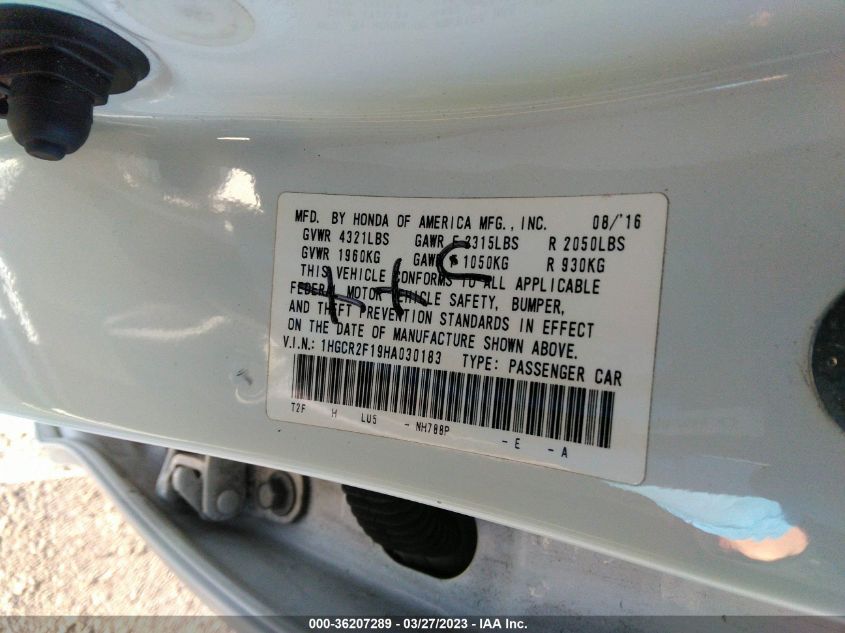 MFD. BY HONDA OF AMERICA MFG., INC. 08/'16
GVWR 4321LBS GAWR F 2315LBS R 2050LBS
GVWR 1960KG GAWR 1050KG R 930KG
THIS VEHICLE CONFORMS TO ALL APPLICABLE
FEDERAL MOTOR VEHICLE SAFETY, BUMPER,
AND THEFT PREVENTION STANDARDS IN EFFECT
ON THE DATE OF MANUFACTURE SHOWN ABOVE.
V.I.N.: 1HGCR2F19HA030183 TYPE: PASSENGER CAR
T2F H LU5 - NH788P - E - A
000-36207289 - 03/27/2023 - IAA Inc.